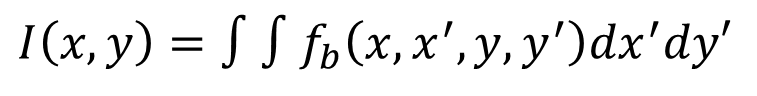 I(x, y) = ∫ ∫ f_b(x, x′, y, y′)dx′dy′